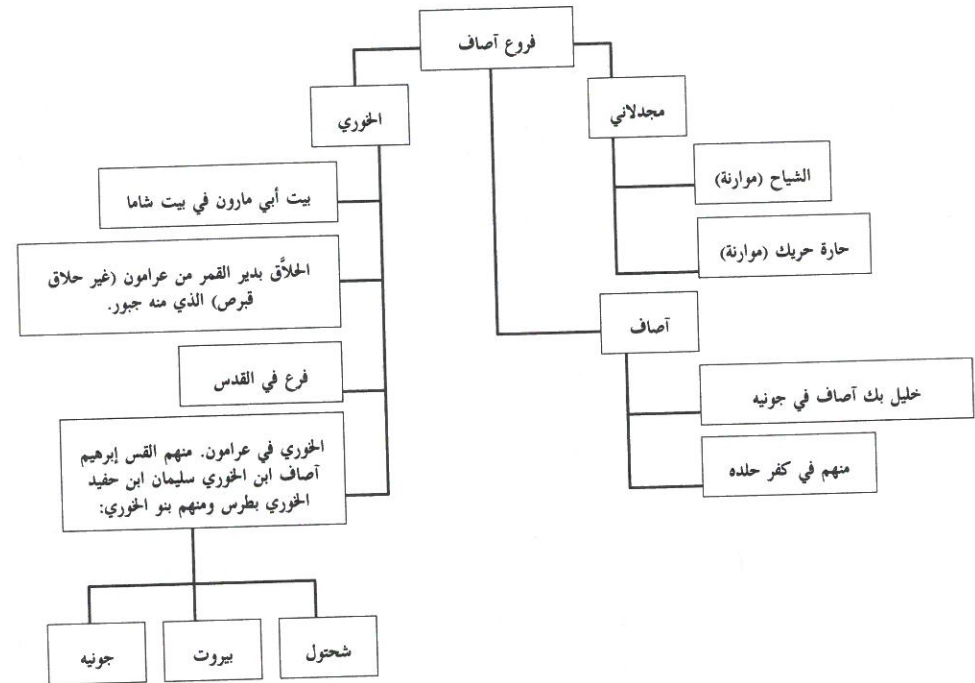 فروع آصاف
مجدلاني
الشياح (موارنة)
حارة حريك (موارنة)
آصاف
خليل بك آصاف في جونيه
منهم في كفر حلده
الخوري
بيت أبي مارون في بيت شاما
الحلاَّق بدير القمر من عرامون (غير حلاق
قبرص) الذي منه جبور.
فرع في القدس
الخوري في عرامون. منهم القس إبرهيم
آصاف ابن الخوري سليمان ابن حفيد
الخوري بطرس ومنهم بنو الخوري:
شحتول
بيروت
جونيه